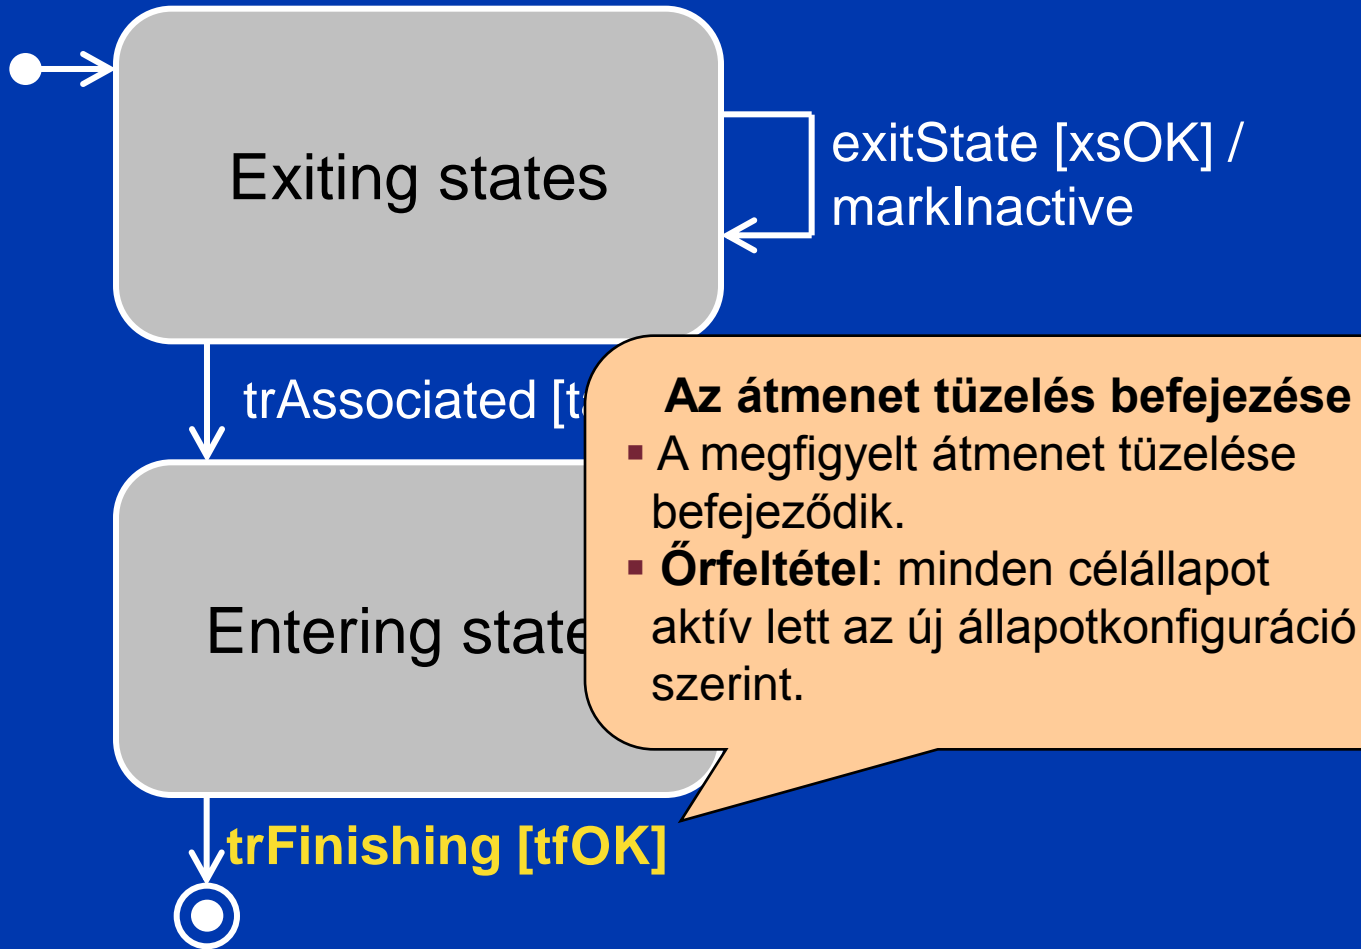 Exiting states
exitState [xsOK] /
markInactive
trAssociated
Az átmenet tüzelés befejezése
▪ A megfigyelt átmenet tüzelése
befejeződik.
▪ Őrfeltétel: minden célállapot
aktív lett az új állapotkonfiguráció
szerint.
Entering state
trFinishing [tfOK]